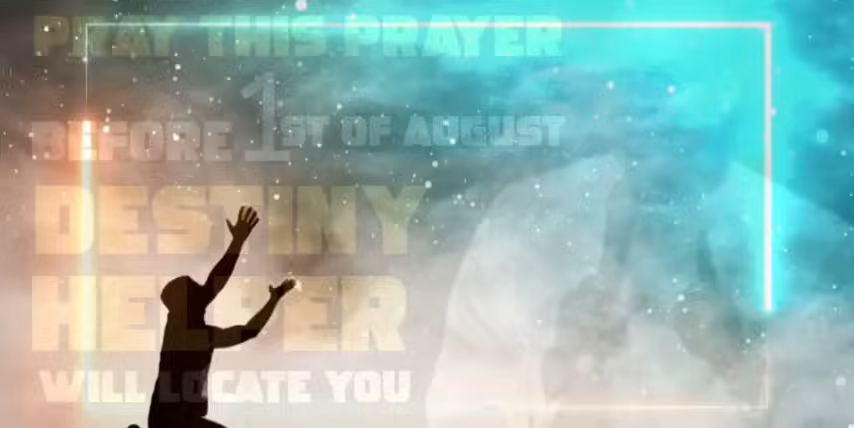 PRAY THIS PRAYER
BEFORE 1ST OF AUGUST
DESTINY
HELPER
WILL LOCATE YOU